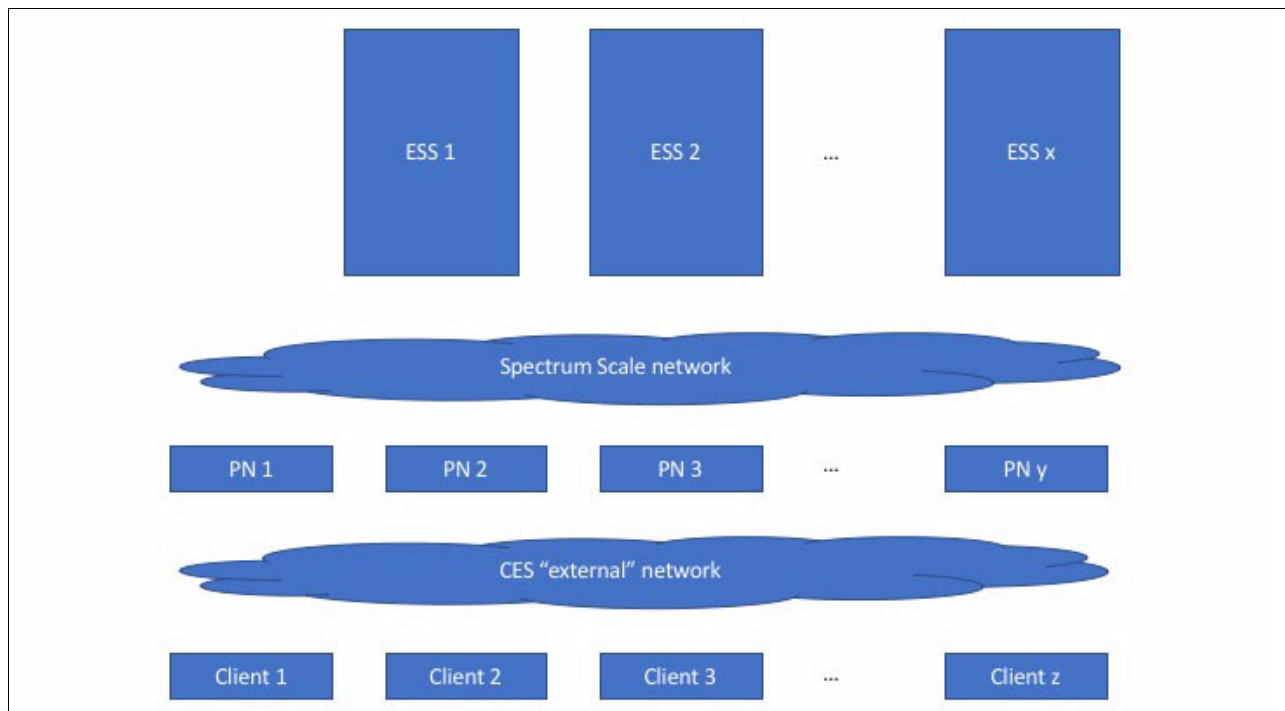 ESS 1
ESS 2
...
ESS x
Spectrum Scale network
PN 1
PN 2
PN 3
...
PN y
CES “external” network
Client 1
Client 2
Client 3
...
Client z